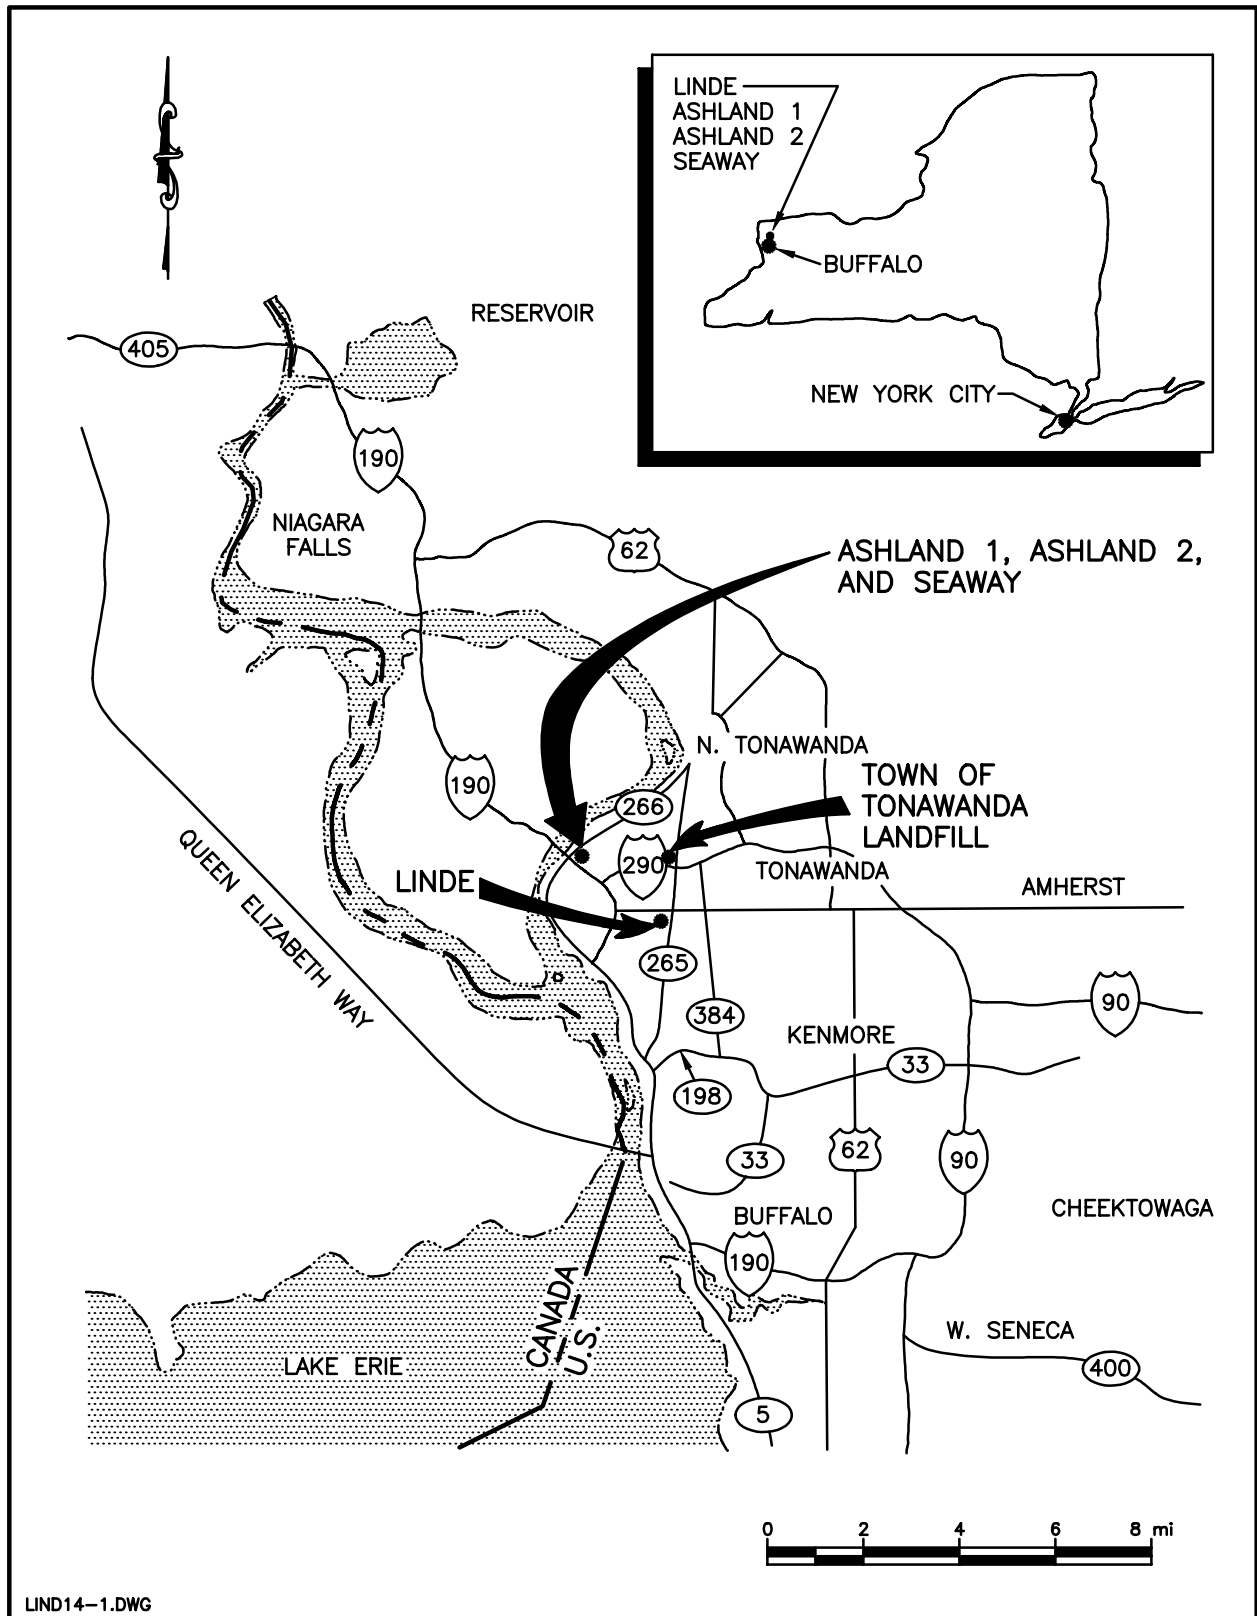 LINDE
ASHLAND 1
ASHLAND 2
SEAWAY
BUFFALO
NEW YORK CITY
RESERVOIR
405
190
NIAGARA
FALLS
62
ASHLAND 1, ASHLAND 2,
AND SEAWAY
N. TONAWANDA
190
266
TOWN OF
TONAWANDA
LANDFILL
290
TONAWANDA
LINDE
AMHERST
QUEEN ELIZABETH WAY
265
384
90
KENMORE
33
198
33
62
90
CHEEKTOWAGA
BUFFALO
190
CANADA
U.S.
W. SENECA
LAKE ERIE
400
5
0 2 4 6 8 mi
LIND14-1.DWG